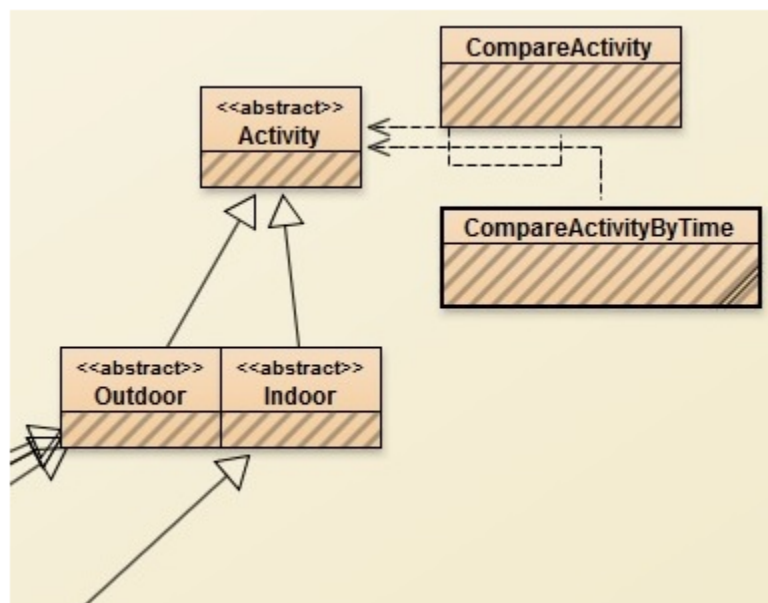 CompareActivity
<<abstract>>
Activity
CompareActivityByTime
<<abstract>>
Outdoor
<<abstract>>
Indoor